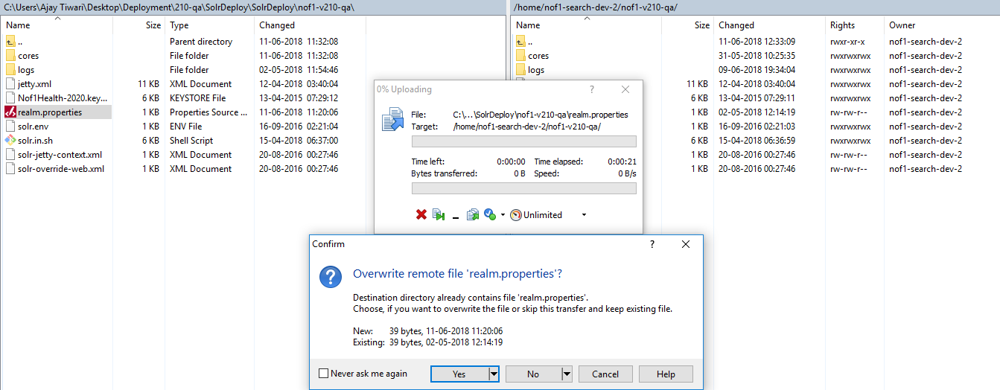 C:\Users\Ajay Tiwari\Desktop\Deployment\210-qa\SolrDeploy\SolrDeploy\nof1-v210-qa\ /home/nof1-search-dev-2/nof1-v210-qa/
Name Size Type Changed Name Size Changed Rights Owner
.. Parent directory 11-06-2018 11:32:08 .. 11-06-2018 12:33:09 rwxr-xr-x nof1-search-dev-2
cores File folder 11-06-2018 11:32:08 cores 31-05-2018 10:25:35 rwxrwxrwx nof1-search-dev-2
logs File folder 02-05-2018 11:54:46 logs 09-06-2018 19:34:04 rwxrwxrwx nof1-search-dev-2
jetty.xml 11 KB XML Document 12-04-2018 03:40:04 11 KB 12-04-2018 03:40:04 rwxrwxrwx nof1-search-dev-2
Nof1Health-2020.key... 6 KB KEYSTORE File 13-04-2015 07:29:12 6 KB 13-04-2015 07:29:11 rwxrwxrwx nof1-search-dev-2
realm.properties 1 KB Properties Source ... 11-06-2018 11:20:06 1 KB 02-05-2018 12:14:19 rw-rw-r-- nof1-search-dev-2
solr.env 1 KB ENV File 16-09-2016 02:21:04 1 KB 16-09-2016 02:21:03 rwxrwxrwx nof1-search-dev-2
solr.in.sh 6 KB Shell Script 15-04-2018 06:37:00 6 KB 15-04-2018 06:36:59 rwxrwxrwx nof1-search-dev-2
solr-jetty-context.xml 1 KB XML Document 20-08-2016 00:27:46 1 KB 20-08-2016 00:27:46 rw-rw-r-- nof1-search-dev-2
solr-override-web.xml 1 KB XML Document 20-08-2016 00:27:46 1 KB 20-08-2016 00:27:46 rw-rw-r-- nof1-search-dev-2
0% Uploading ?
File: C:\...\SolrDeploy\nof1-v210-qa\realm.properties
Target: /home/nof1-search-dev-2/nof1-v210-qa/
Time left: 0:00:00 Time elapsed: 0:00:21
Bytes transferred: 0 B Speed: 0 B/s
Unlimited
Confirm ?
Overwrite remote file 'realm.properties'?
Destination directory already contains file 'realm.properties'.
Choose, if you want to overwrite the file or skip this transfer and keep existing file.
New: 39 bytes, 11-06-2018 11:20:06
Existing: 39 bytes, 02-05-2018 12:14:19
Never ask me again Yes No Cancel Help